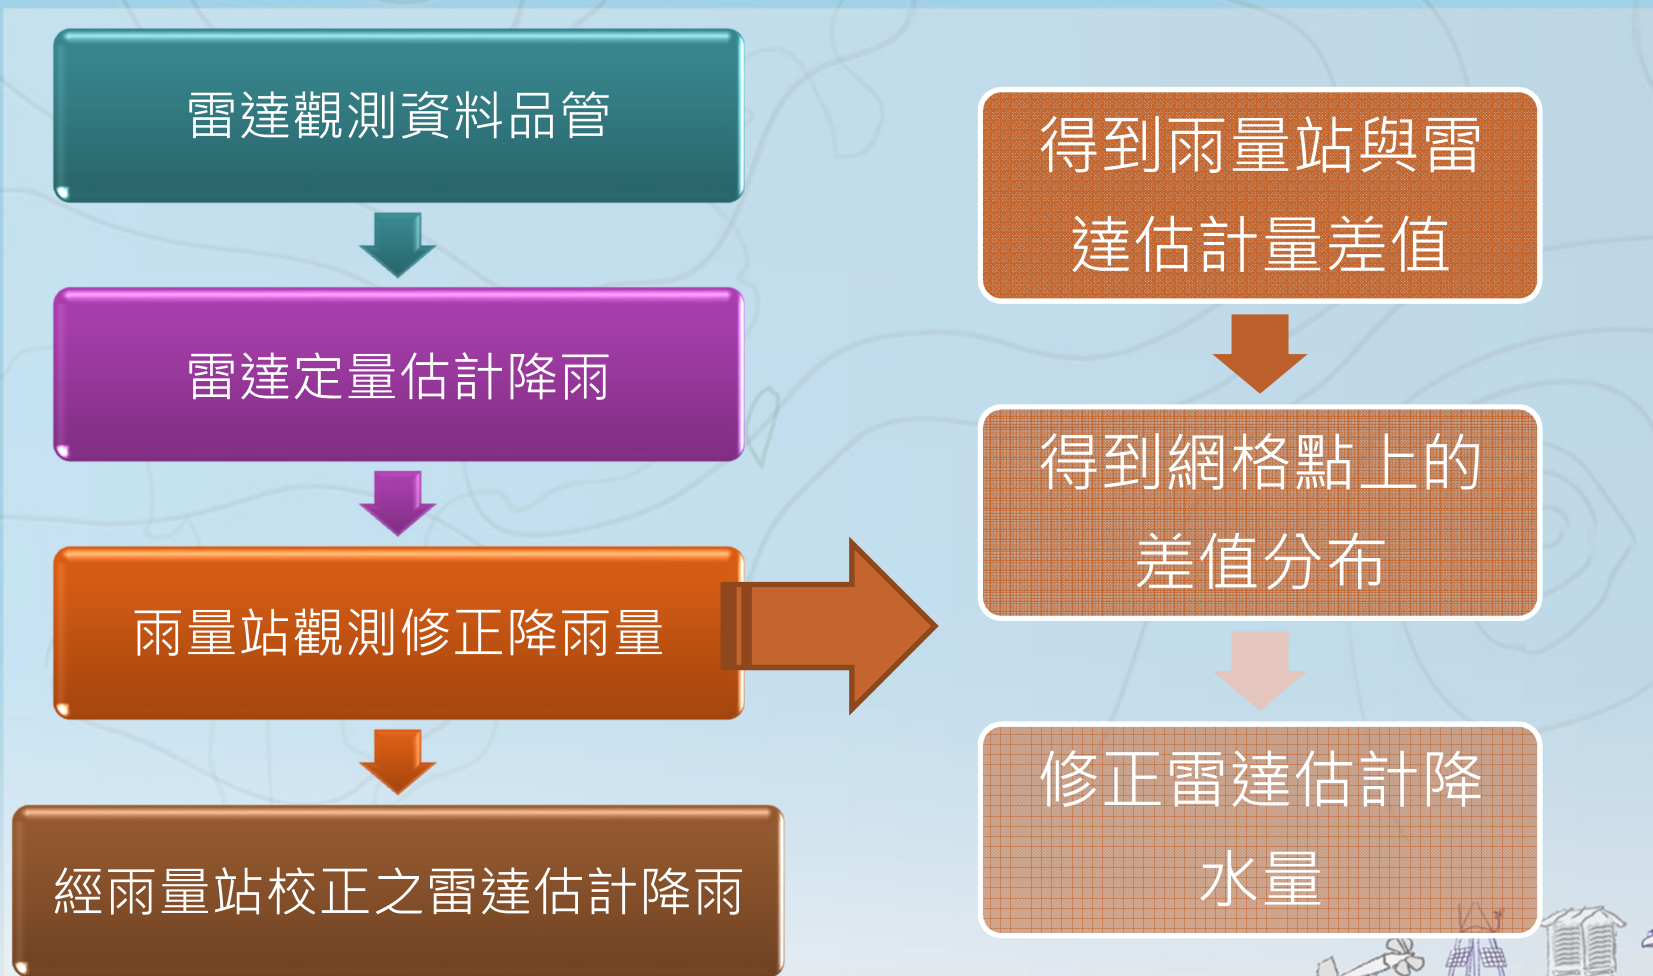 雷達觀測資料品管
雷達定量估計降雨
雨量站觀測修正降雨量
經雨量站校正之雷達估計降雨
得到雨量站與雷
達估計量差值
得到網格點上的
差值分布
修正雷達估計降
水量